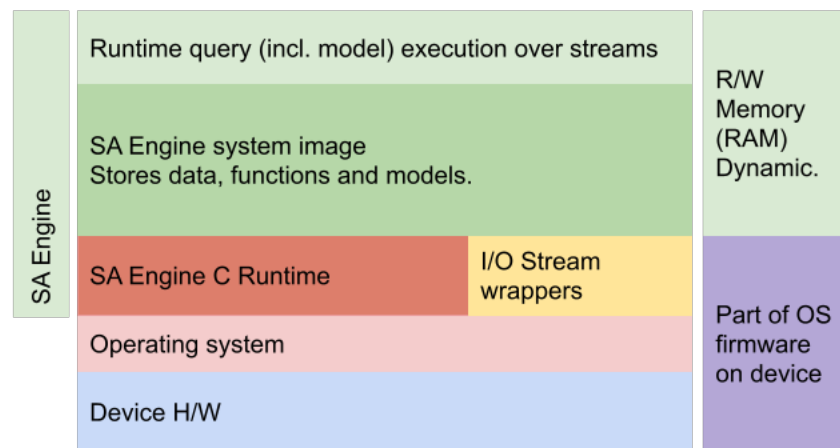 SA Engine
Runtime query (incl. model) execution over streams
SA Engine system image
Stores data, functions and models.
SA Engine C Runtime
I/O Stream
wrappers
Operating system
Device H/W
R/W
Memory
(RAM)
Dynamic.
Part of OS
firmware
on device